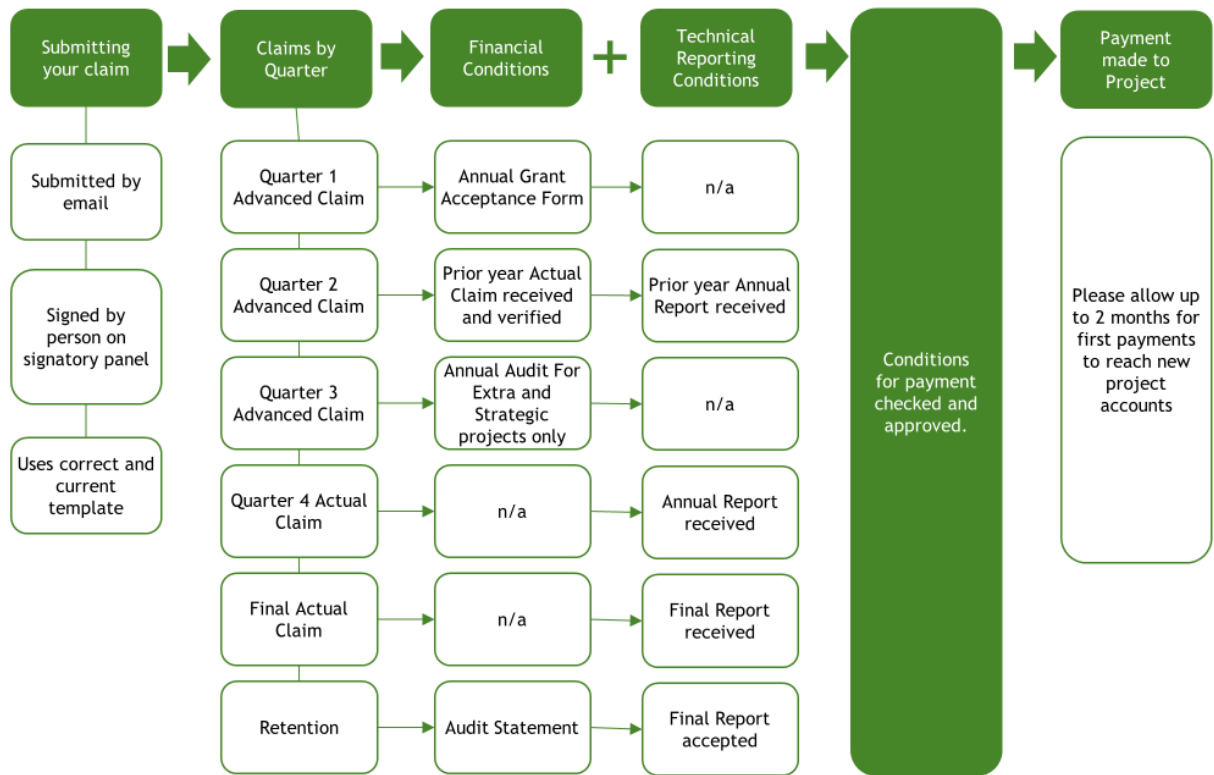 Submitting
your claim
Submitted by
email
Signed by
person on
signatory panel
Uses correct and
current
template
Claims by
Quarter
Financial
Conditions
+
Technical
Reporting
Conditions
Quarter 1
Advanced Claim
Annual Grant
Acceptance Form
n/a
Quarter 2
Advanced Claim
Prior year Actual
Claim received
and verified
Prior year Annual
Report received
Quarter 3
Advanced Claim
Annual Audit For
Extra and
Strategic
projects only
n/a
Quarter 4 Actual
Claim
n/a
Annual Report
received
Final Actual
Claim
n/a
Final Report
received
Retention
Audit Statement
Final Report
accepted
Conditions
for payment
checked and
approved.
Payment
made to
Project
Please allow up
to 2 months for
first payments
to reach new
project
accounts